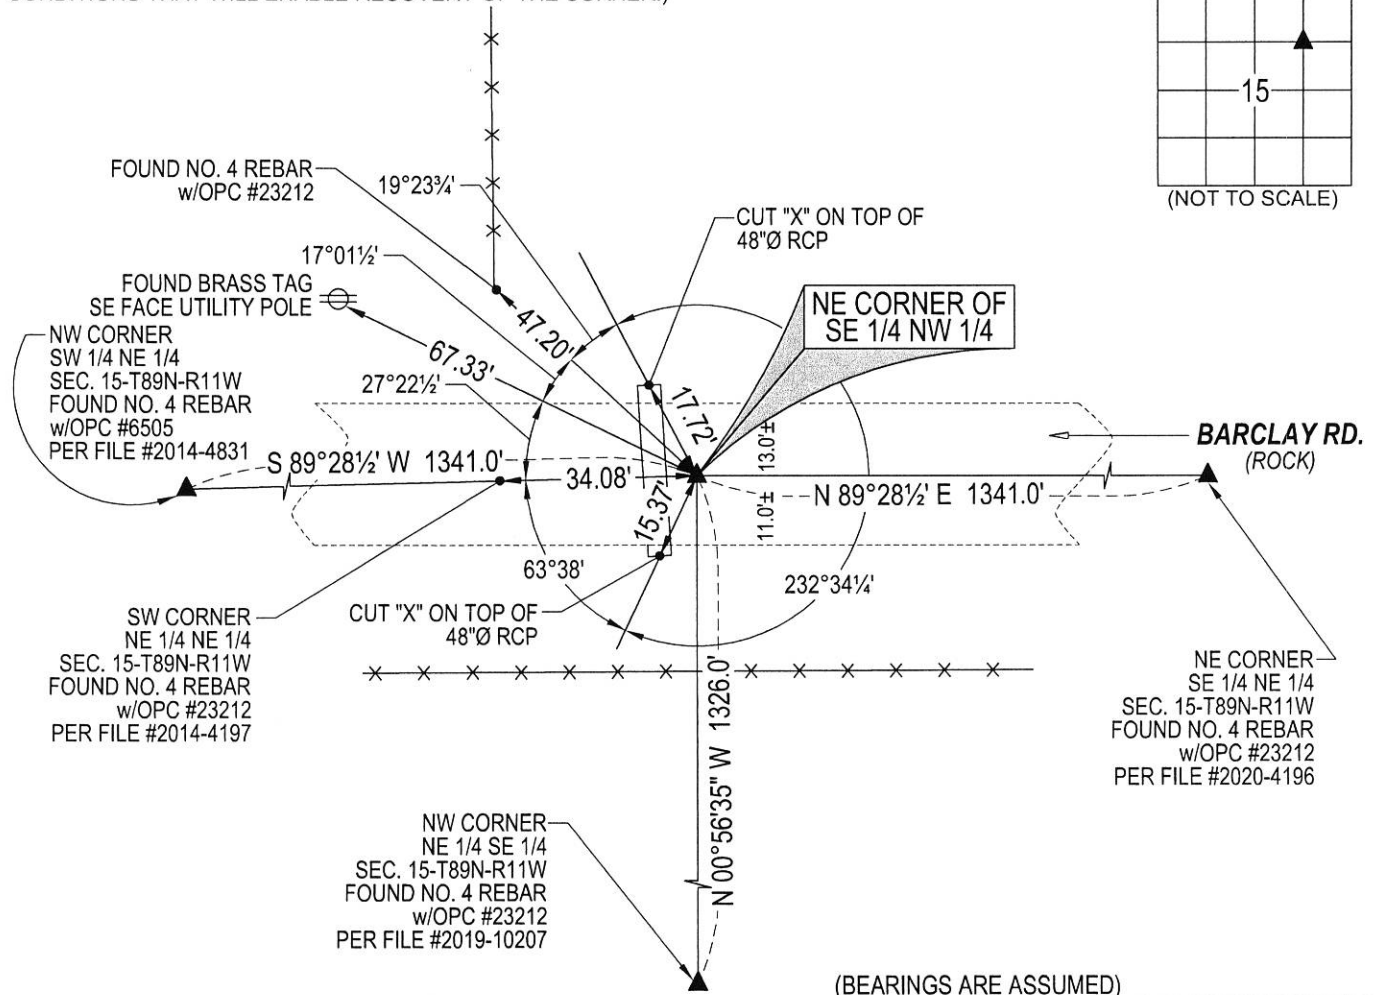 15
(NOT TO SCALE)
FOUND NO. 4 REBAR
w/OPC #23212
19°23¾'
CUT "X" ON TOP OF
48"Ø RCP
17°01½'
FOUND BRASS TAG
SE FACE UTILITY POLE
NE CORNER OF
SE 1/4 NW 1/4
47.20'
67.33'
27°22½'
17.72'
NW CORNER
SW 1/4 NE 1/4
SEC. 15-T89N-R11W
FOUND NO. 4 REBAR
w/OPC #6505
PER FILE #2014-4831
13.0'±
BARCLAY RD.
(ROCK)
S 89°28½' W 1341.0'
34.08'
N 89°28½' E 1341.0'
15.37'
11.0'±
63°38'
232°34¼'
SW CORNER
NE 1/4 NE 1/4
SEC. 15-T89N-R11W
FOUND NO. 4 REBAR
w/OPC #23212
PER FILE #2014-4197
CUT "X" ON TOP OF
48"Ø RCP
NE CORNER
SE 1/4 NE 1/4
SEC. 15-T89N-R11W
FOUND NO. 4 REBAR
w/OPC #23212
PER FILE #2020-4196
N 00°56'35" W 1326.0'
NW CORNER
NE 1/4 SE 1/4
SEC. 15-T89N-R11W
FOUND NO. 4 REBAR
w/OPC #23212
PER FILE #2019-10207
(BEARINGS ARE ASSUMED)